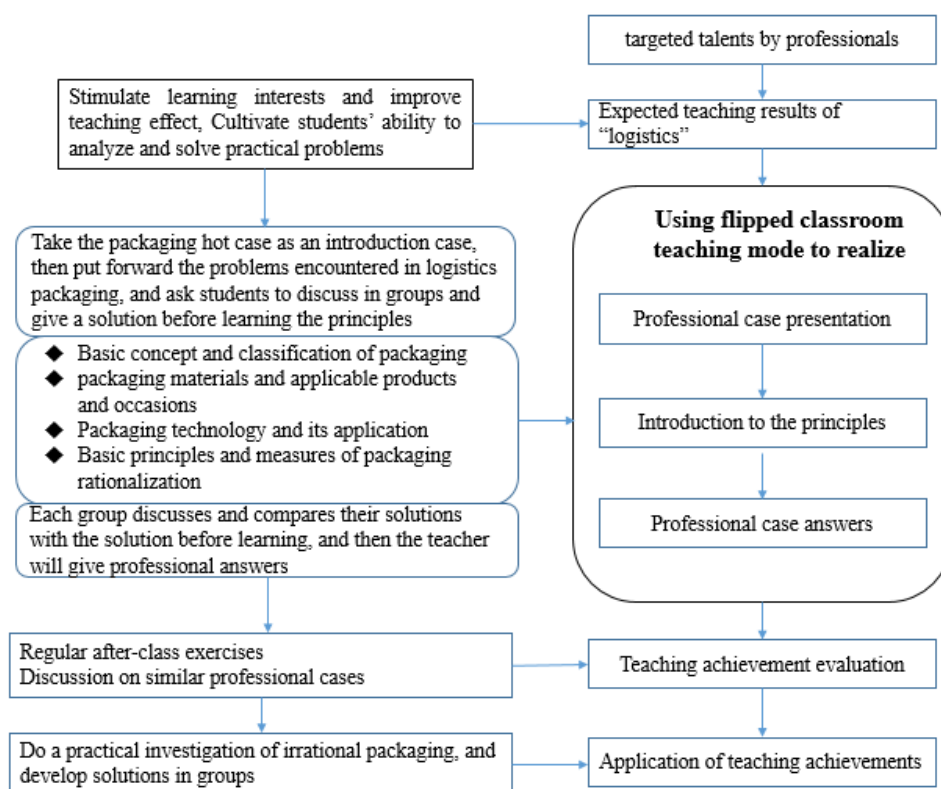 targeted talents by professionals
Stimulate learning interests and improve
teaching effect, Cultivate students' ability to
analyze and solve practical problems
Expected teaching results of
"logistics"
Using flipped classroom
teaching mode to realize
Take the packaging hot case as an introduction case,
then put forward the problems encountered in logistics
packaging, and ask students to discuss in groups and
give a solution before learning the principles
Professional case presentation
◆ Basic concept and classification of packaging
◆ packaging materials and applicable products
and occasions
◆ Packaging technology and its application
◆ Basic principles and measures of packaging
rationalization
Introduction to the principles
Each group discusses and compares their solutions
with the solution before learning, and then the teacher
will give professional answers
Professional case answers
Regular after-class exercises
Discussion on similar professional cases
Teaching achievement evaluation
Do a practical investigation of irrational packaging, and
develop solutions in groups
Application of teaching achievements